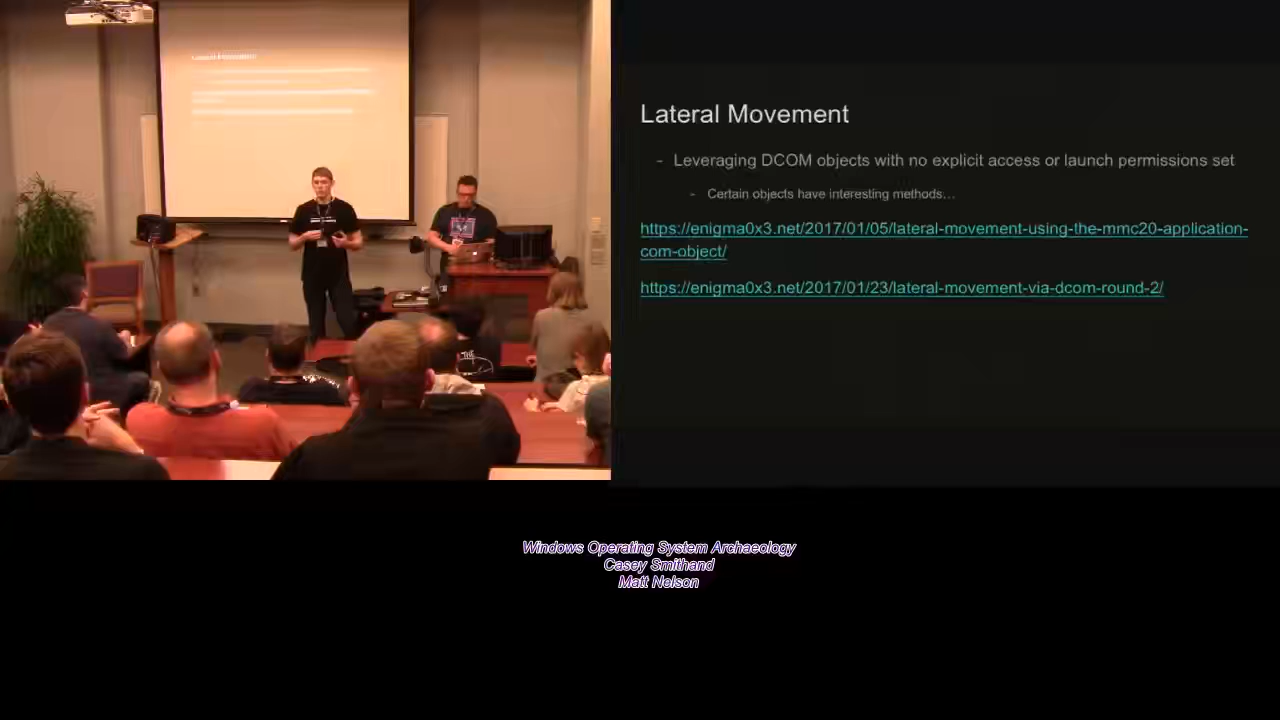 Lateral Movement
- Leveraging DCOM objects with no explicit access or launch permissions set
- Certain objects have interesting methods...
https://enigma0x3.net/2017/01/05/lateral-movement-using-the-mmc20-application-
com-object/
https://enigma0x3.net/2017/01/23/lateral-movement-via-dcom-round-2/
Windows Operating System Archaeology
Casey Smithand
Matt Nelson